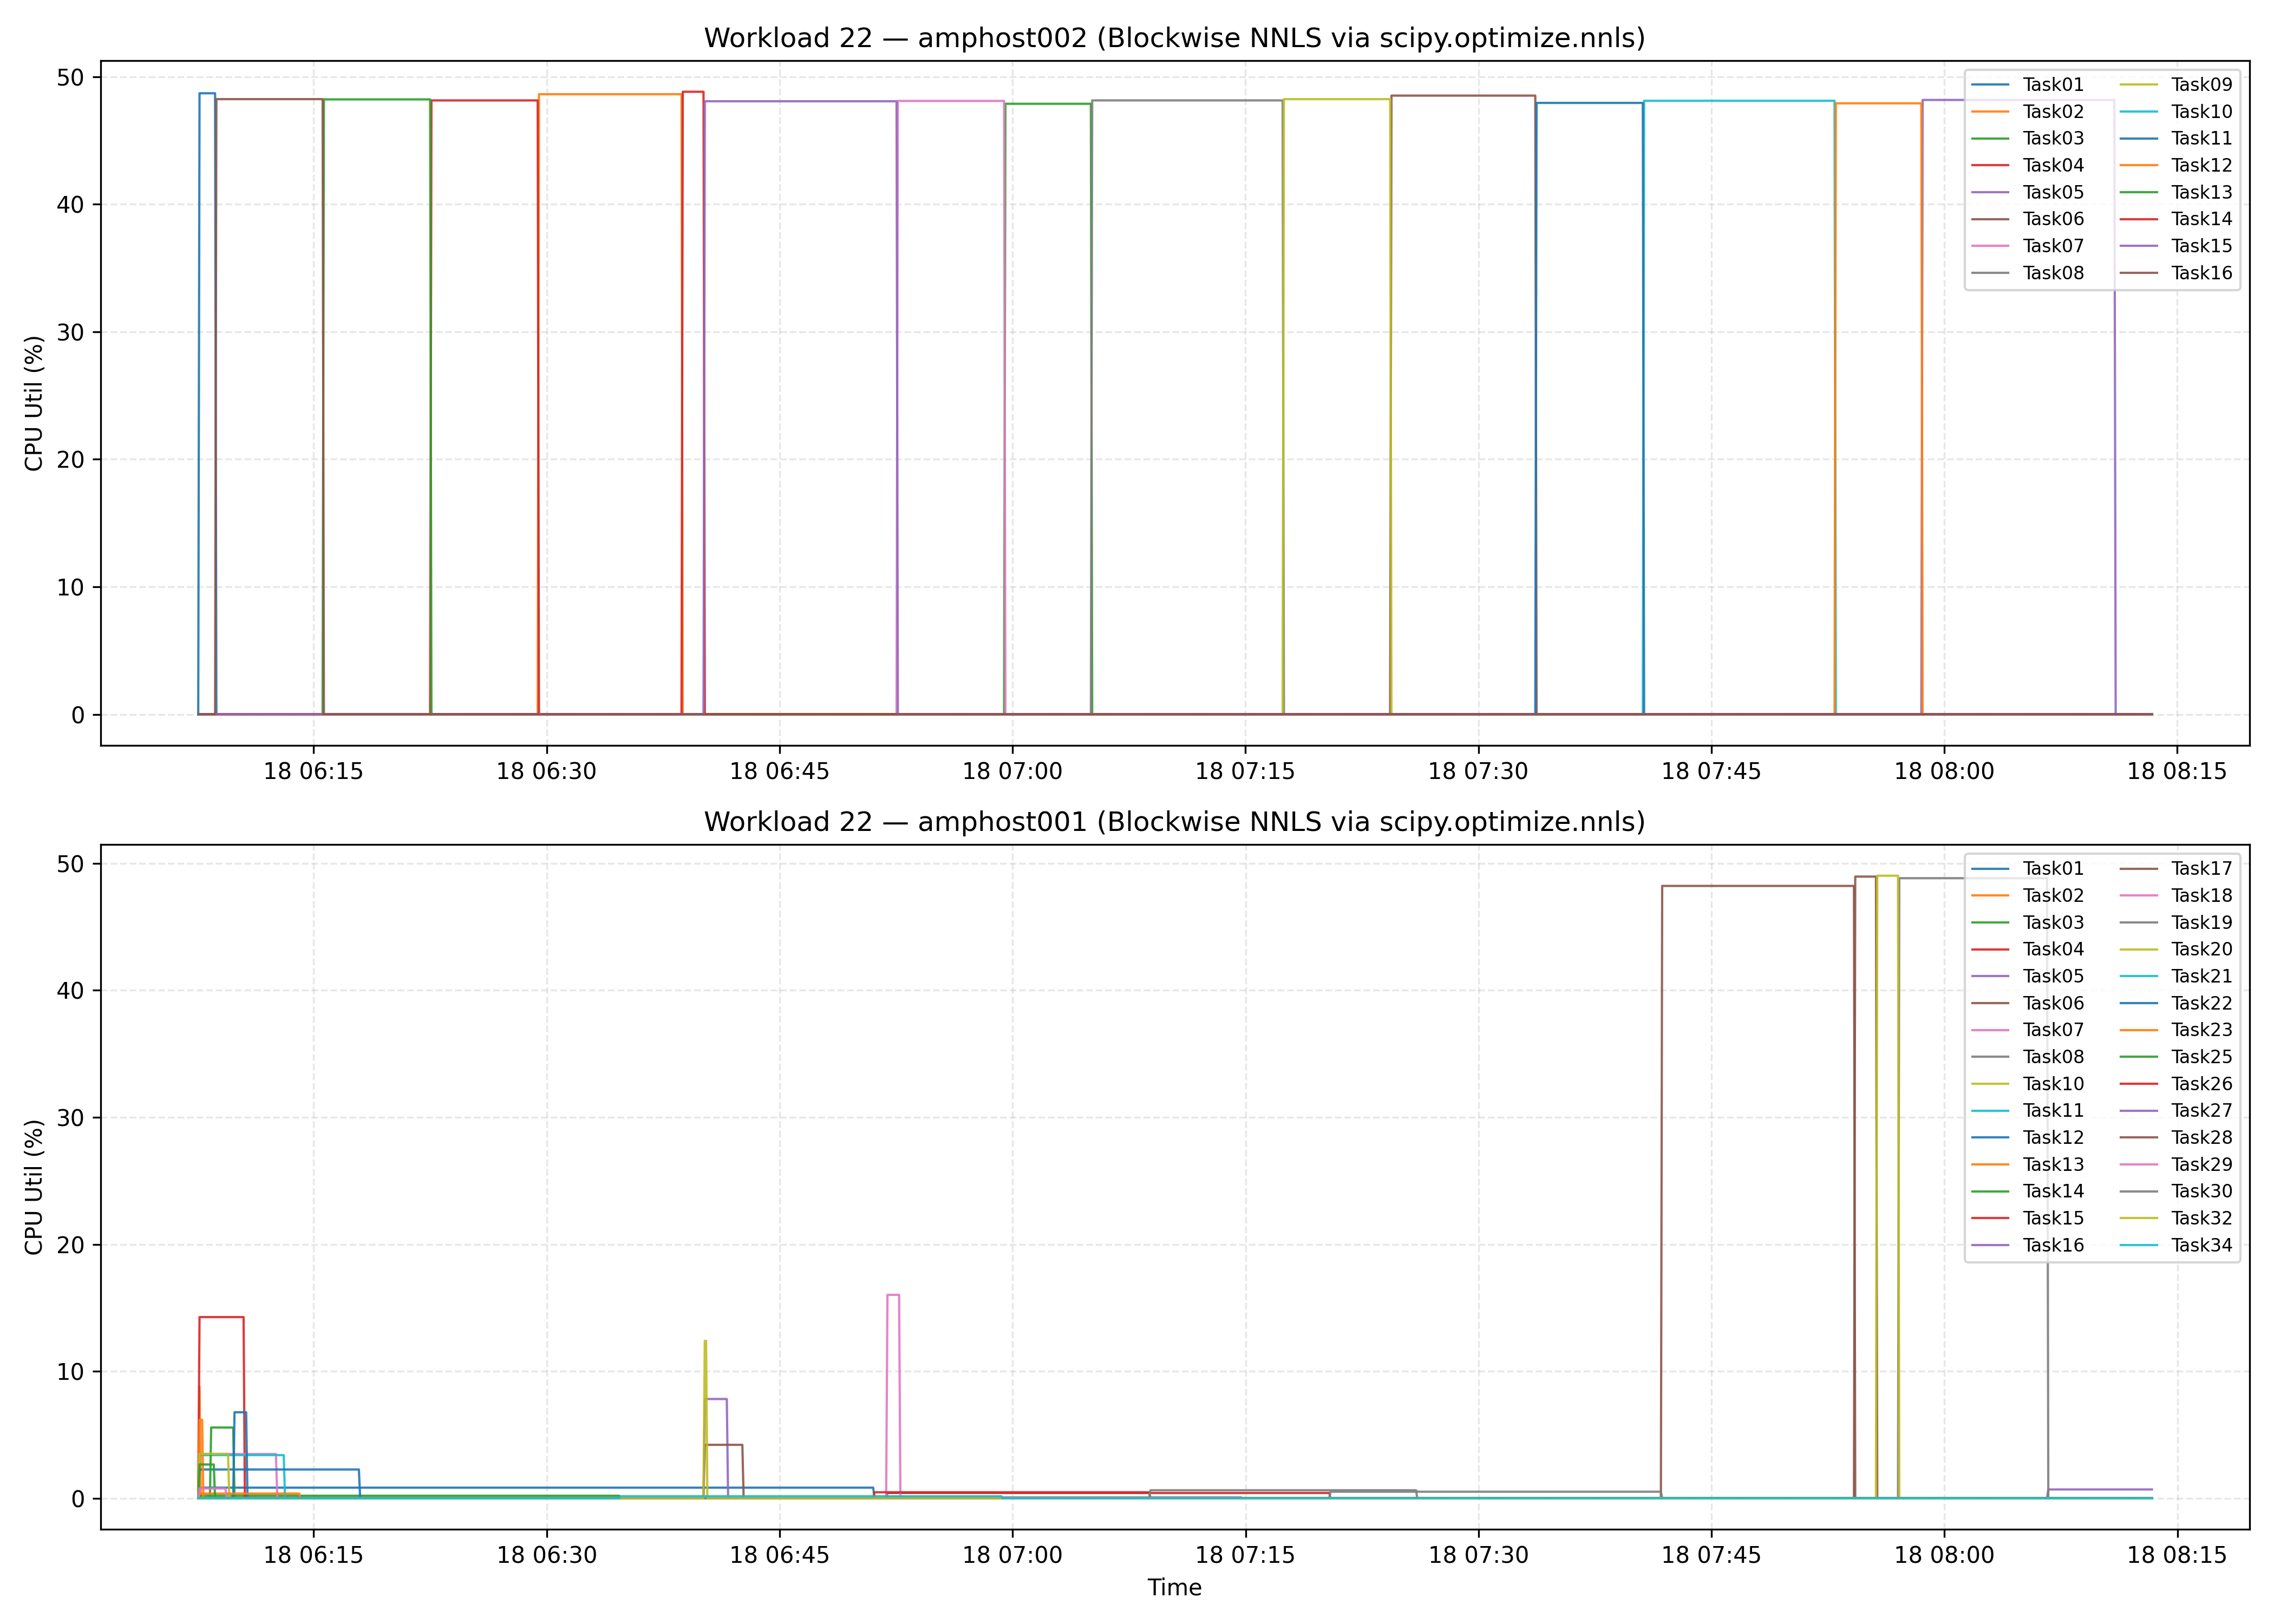 Workload 22 — amphost002 (Blockwise NNLS via scipy.optimize.nnls)
CPU Util (%)
50
40
30
20
10
0
18 06:15
18 06:30
18 06:45
18 07:00
18 07:15
18 07:30
18 07:45
18 08:00
18 08:15
Task01
Task02
Task03
Task04
Task05
Task06
Task07
Task08
Task09
Task10
Task11
Task12
Task13
Task14
Task15
Task16
Workload 22 — amphost001 (Blockwise NNLS via scipy.optimize.nnls)
CPU Util (%)
50
40
30
20
10
0
18 06:15
18 06:30
18 06:45
18 07:00
18 07:15
18 07:30
18 07:45
18 08:00
18 08:15
Time
Task01
Task02
Task03
Task04
Task05
Task06
Task07
Task08
Task10
Task11
Task12
Task13
Task14
Task15
Task16
Task17
Task18
Task19
Task20
Task21
Task22
Task23
Task25
Task26
Task27
Task28
Task29
Task30
Task32
Task34